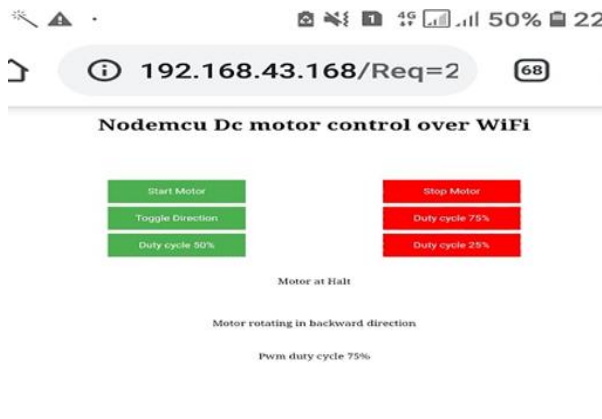 4G 50% 22
192.168.43.168/Req=2 68
Nodemcu Dc motor control over WiFi
Start Motor Stop Motor
Toggle Direction Duty cycle 75%
Duty cycle 50% Duty cycle 25%
Motor at Halt
Motor rotating in backward direction
Pwm duty cycle 75%